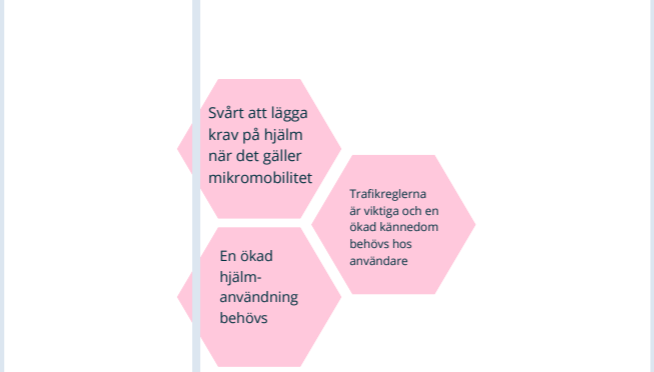 Svårt att lägga
krav på hjälm
när det gäller
mikromobilitet
Trafikreglerna
är viktiga och en
ökad kännedom
behövs hos
användare
En ökad
hjälm-
användning
behövs